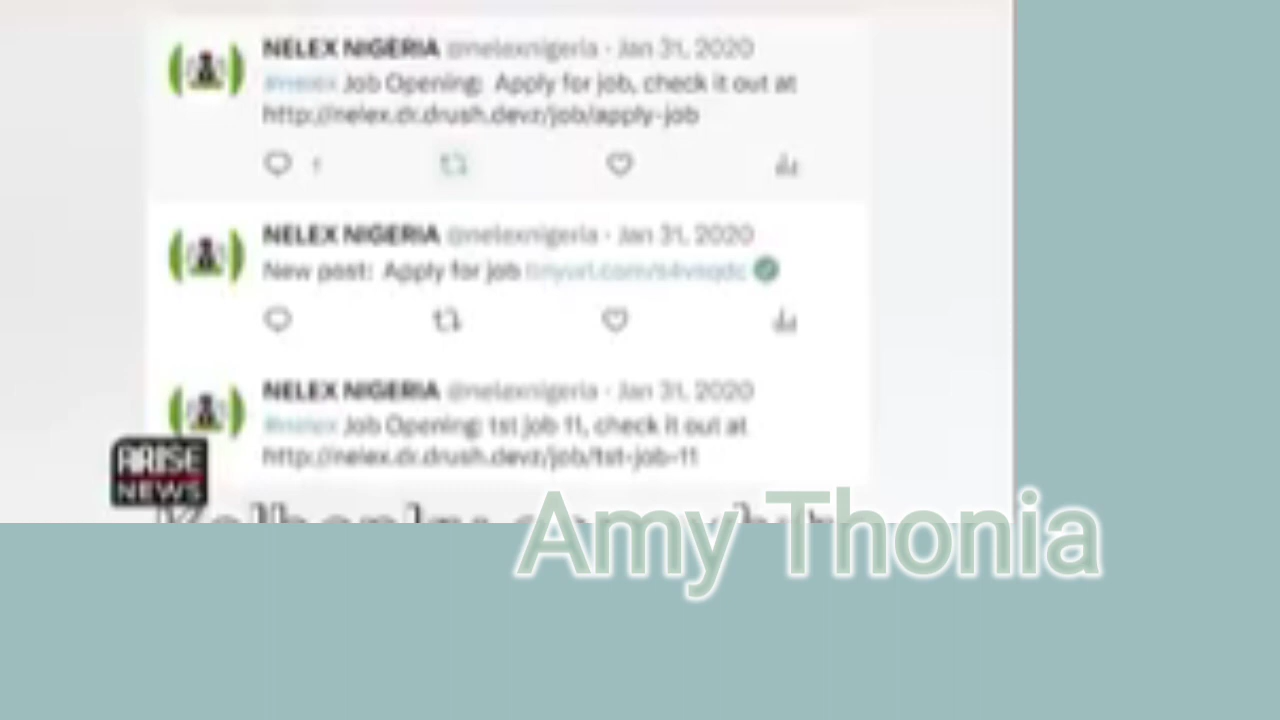 NELEX NIGERIA @nelexnigeria · Jan 31, 2020
#nelex Job Opening: Apply for job, check it out at
http://nelex.dr.drush.devz/job/apply-job
1
NELEX NIGERIA @nelexnigeria · Jan 31, 2020
New post: Apply for job
NELEX NIGERIA @nelexnigeria · Jan 31, 2020
#nelex Job Opening: tst job 11, check it out at
http://nelex.dr.drush.devz/job/tst-job-11
ARISE
NEWS
Amy Thonia